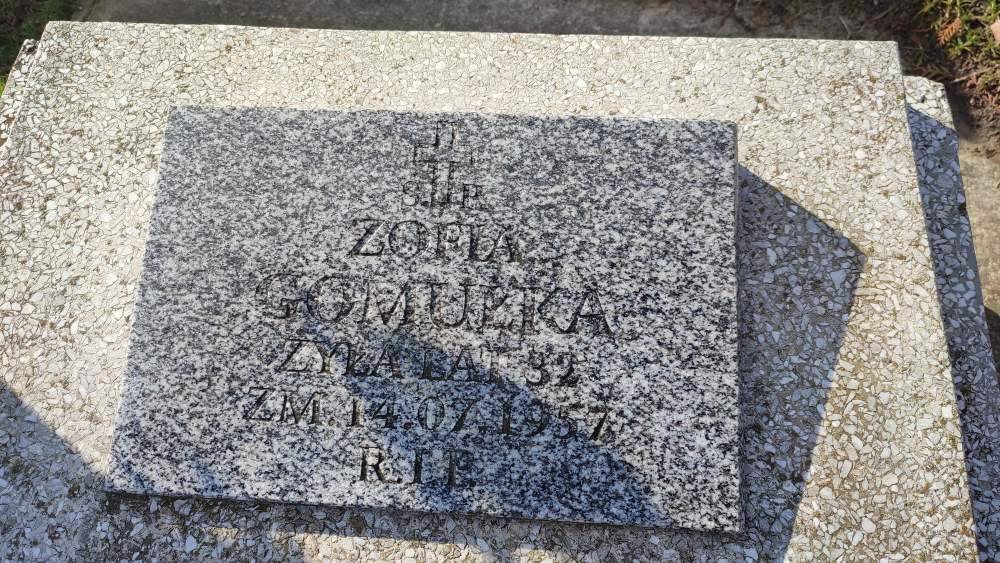 S. P.
ZOFIA
GOMUŁKA
ŻYŁA LAT 32
ZM. 14.07.1957
R.I.P.